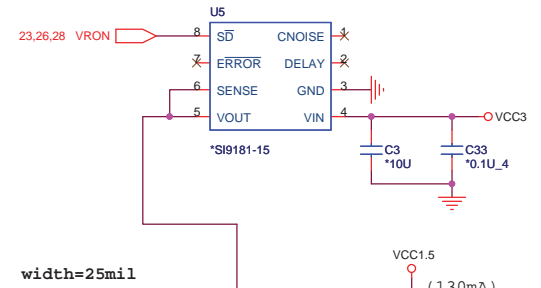 U5
23,26,28 VRON 8 SD CNOISE 1
7 ERROR DELAY 2
6 SENSE GND 3
5 VOUT VIN 4 VCC3
*SI9181-15
C3
*10U
C33
*0.1U_4
VCC1.5
width=25mil
(130mA)